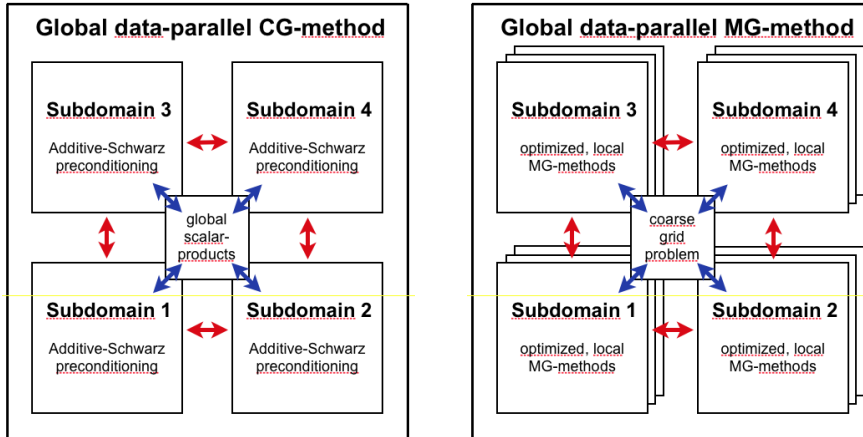 Global data-parallel CG-method
Subdomain 3
Additive-Schwarz
preconditioning
Subdomain 4
Additive-Schwarz
preconditioning
global
scalar-
products
Subdomain 1
Additive-Schwarz
preconditioning
Subdomain 2
Additive-Schwarz
preconditioning
Global data-parallel MG-method
Subdomain 3
optimized, local
MG-methods
Subdomain 4
optimized, local
MG-methods
coarse
grid
problem
Subdomain 1
optimized, local
MG-methods
Subdomain 2
optimized, local
MG-methods